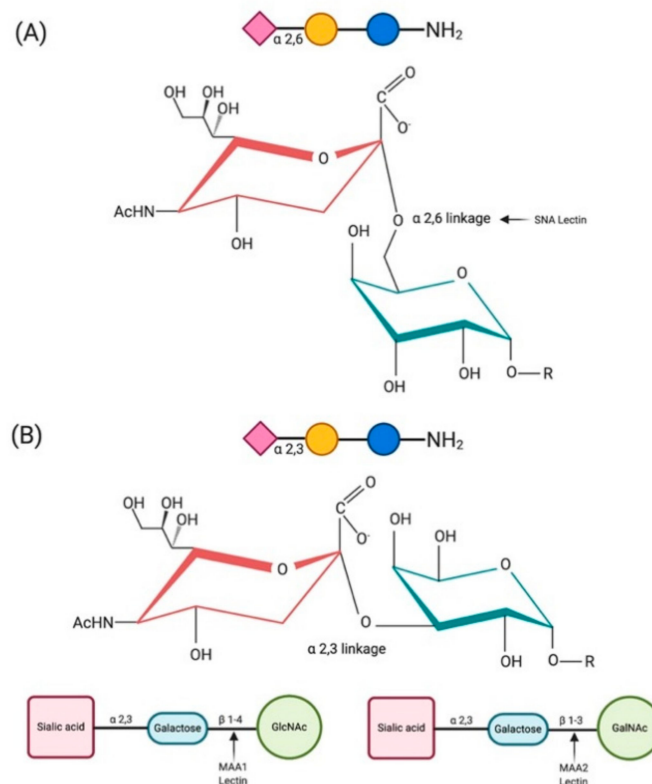 (A)
α 2,6
NH2
OH
OH
OH
OH
C
O
O-
O
AcHN
OH
O
α 2,6 linkage
SNA Lectin
OH
O
OH
OH
O—R
(B)
α 2,3
NH2
OH
OH
OH
OH
C
O
O-
O
AcHN
OH
O
α 2,3 linkage
OH
OH
O
OH
O—R
Sialic acid
α 2,3
Galactose
β 1-4
GlcNAc
MAA1
Lectin
Sialic acid
α 2,3
Galactose
β 1-3
GalNAc
MAA2
Lectin